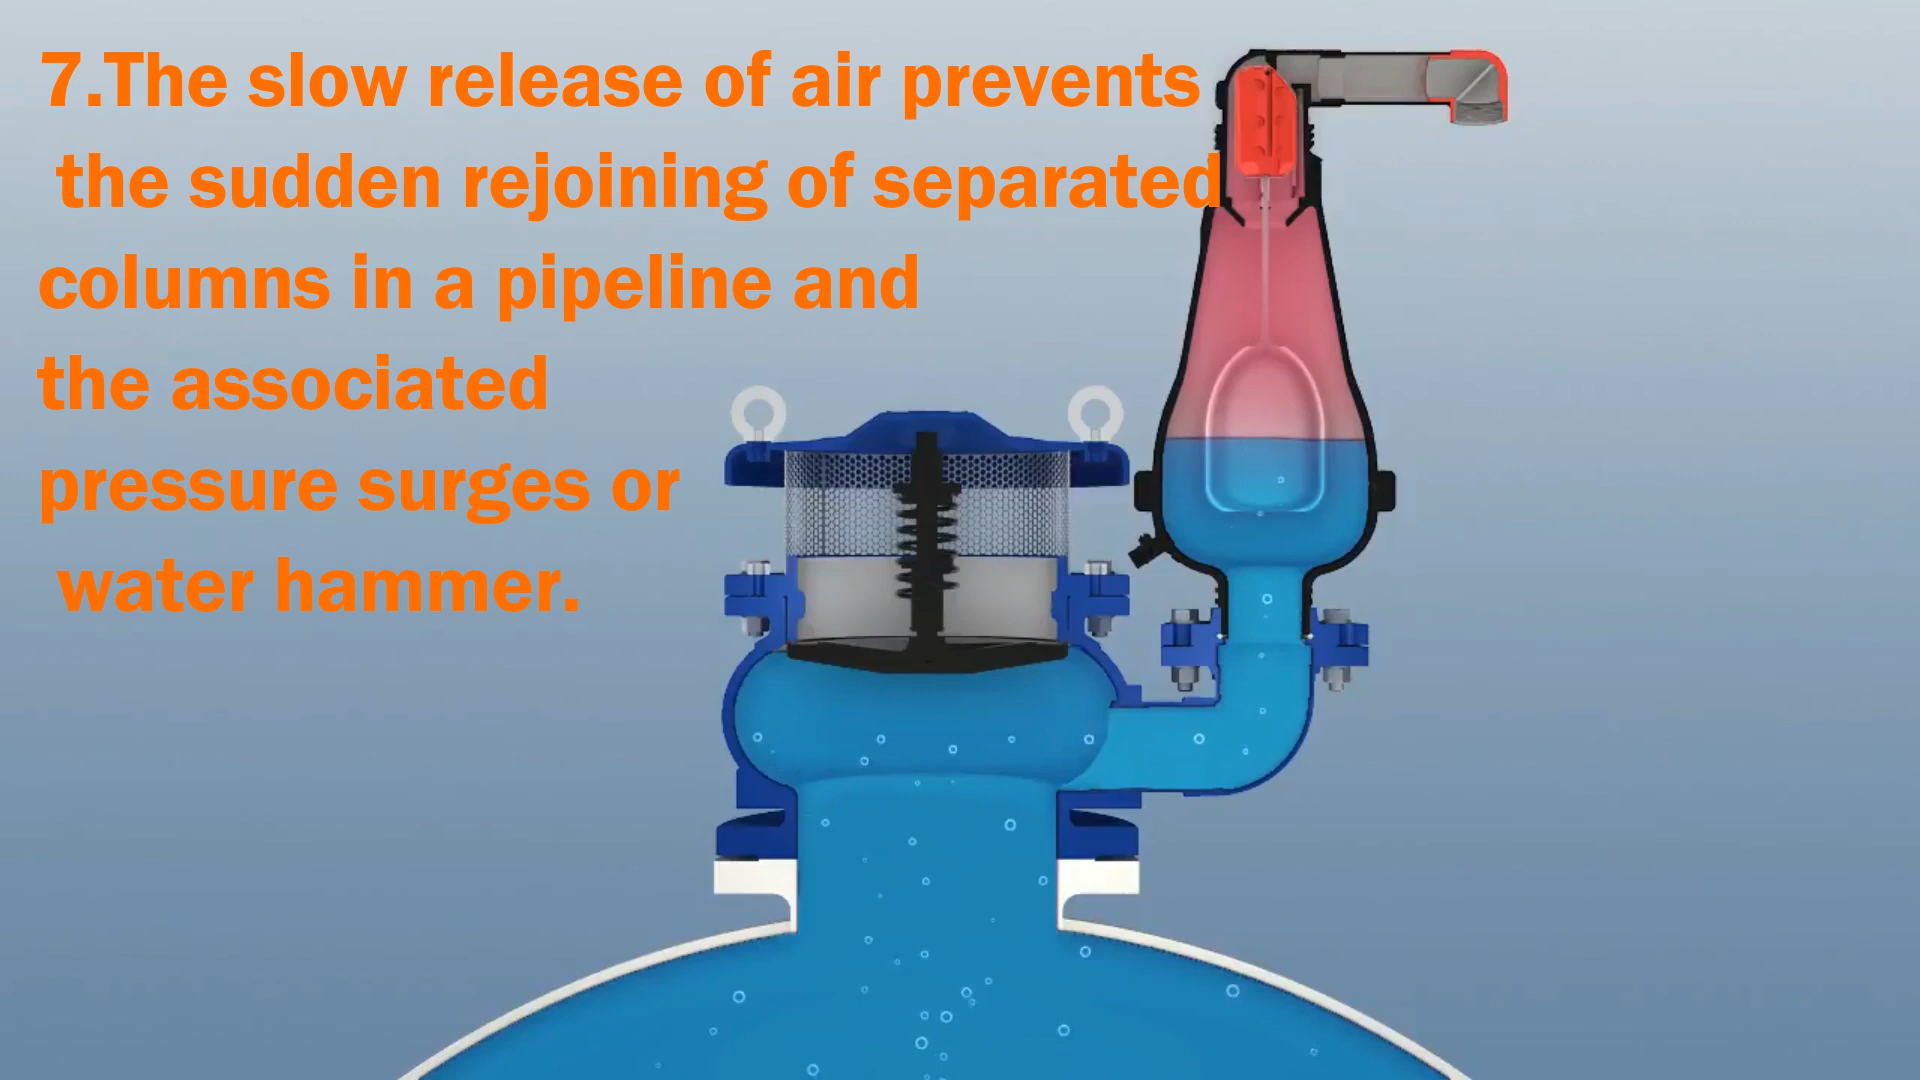 7.The slow release of air prevents
the sudden rejoining of separated
columns in a pipeline and
the associated
pressure surges or
water hammer.